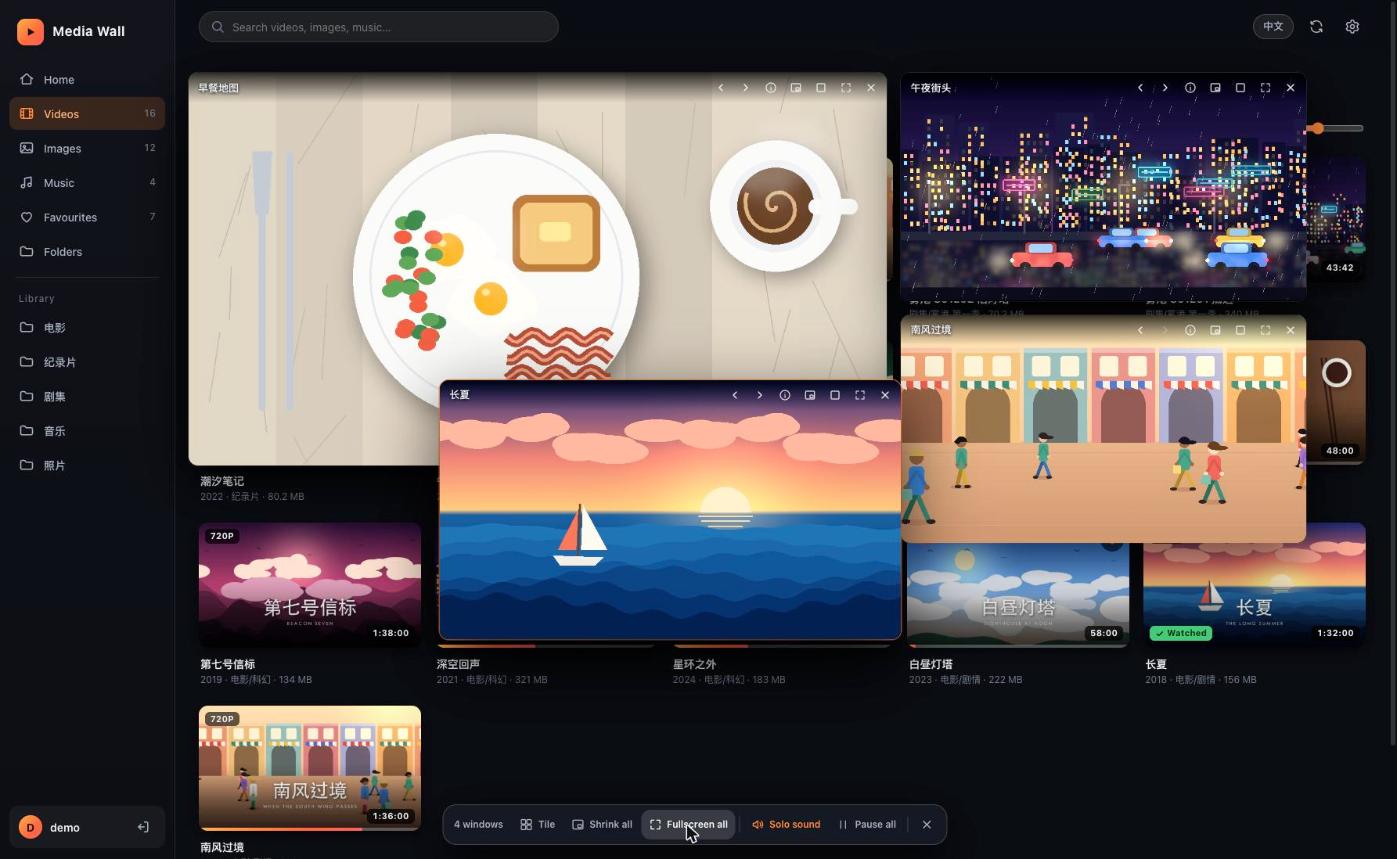 Media Wall
Search videos, images, music...
中文
Home
Videos 16
Images 12
Music 4
Favourites 7
Folders
Library
电影
纪录片
剧集
音乐
照片
D demo
早餐地图
午夜街头
43:42
南风过境
48:00
长夏
潮汐笔记
2022 · 纪录片 · 80.2 MB
720P
第七号信标
BEACON SEVEN
1:38:00
白昼灯塔
LIGHTHOUSE AT NOON
58:00
长夏
THE LONG SUMMER
Watched
1:32:00
第七号信标
2019 · 电影/科幻 · 134 MB
深空回声
2021 · 电影/科幻 · 321 MB
星环之外
2024 · 电影/科幻 · 183 MB
白昼灯塔
2023 · 电影/剧情 · 222 MB
长夏
2018 · 电影/剧情 · 156 MB
720P
南风过境
WHEN THE SOUTH WIND PASSES
1:36:00
南风过境
4 windows
Tile
Shrink all
Fullscreen all
Solo sound
Pause all